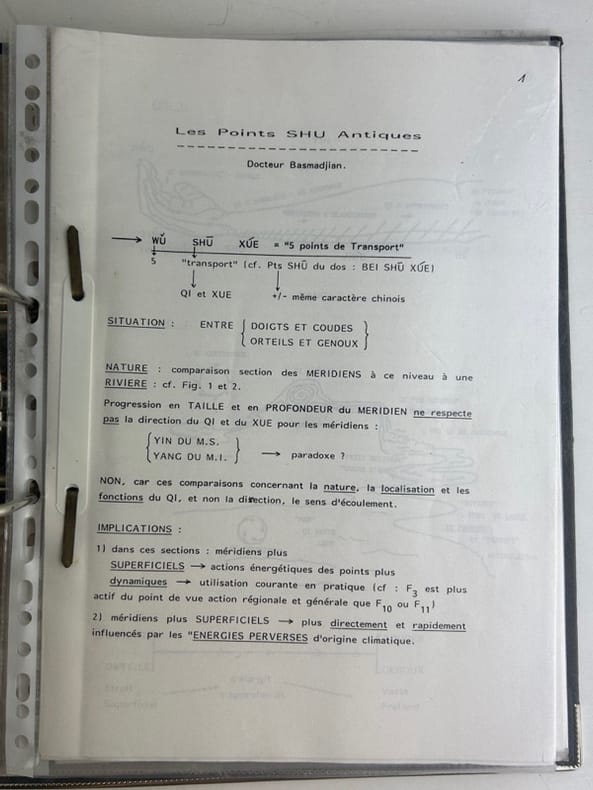 1
Les Points SHU Antiques
Docteur Basmadjian.
→ WǓ SHŪ XÚE = "5 points de Transport"
5 "transport" (cf. Pts SHŪ du dos : BEI SHŪ XÚE)
QI et XUE +/- même caractère chinois
SITUATION : ENTRE { DOIGTS ET COUDES }
{ ORTEILS ET GENOUX }
NATURE : comparaison section des MERIDIENS à ce niveau à une
RIVIERE : cf. Fig. 1 et 2.
Progression en TAILLE et en PROFONDEUR du MERIDIEN ne respecte
pas la direction du QI et du XUE pour les méridiens :
{ YIN DU M.S. }
{ YANG DU M.I. } → paradoxe ?
NON, car ces comparaisons concernant la nature, la localisation et les
fonctions du QI, et non la direction, le sens d'écoulement.
IMPLICATIONS :
1) dans ces sections : méridiens plus
SUPERFICIELS → actions énergétiques des points plus
dynamiques → utilisation courante en pratique (cf : F3 est plus
actif du point de vue action régionale et générale que F10 ou F11)
2) méridiens plus SUPERFICIELS → plus directement et rapidement
influencés par les "ENERGIES PERVERSES d'origine climatique.
ORTEILS GENOUX
Etroit Vaste
Superficiel Profond